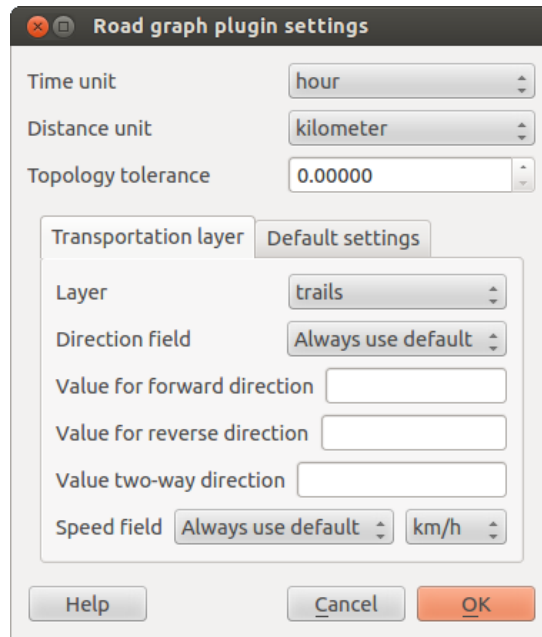 Road graph plugin settings
Time unit hour
Distance unit kilometer
Topology tolerance 0.00000
Transportation layer Default settings
Layer trails
Direction field Always use default
Value for forward direction
Value for reverse direction
Value two-way direction
Speed field Always use default km/h
Help Cancel OK